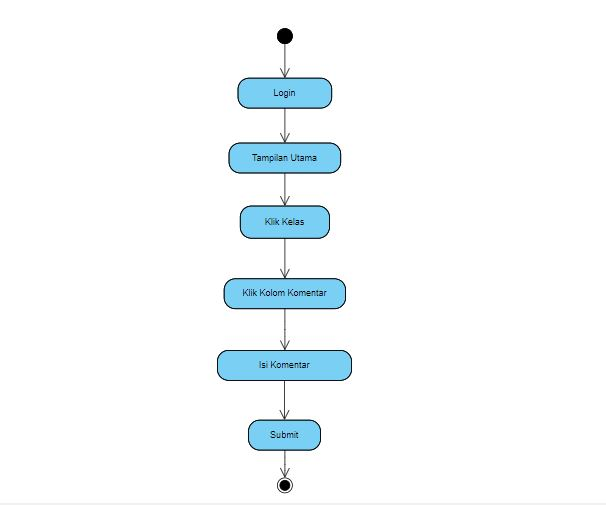 Login
Tampilan Utama
Klik Kelas
Klik Kolom Komentar
Isi Komentar
Submit